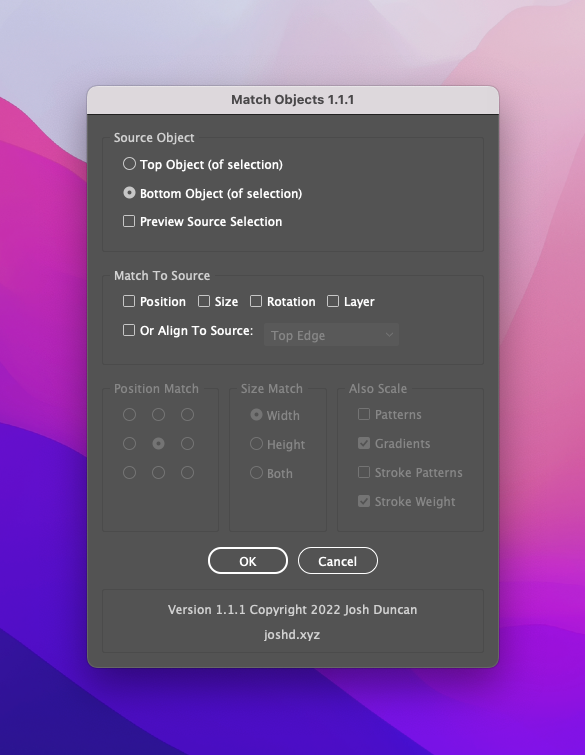 Match Objects 1.1.1
Source Object
Top Object (of selection)
Bottom Object (of selection)
Preview Source Selection
Match To Source
Position Size Rotation Layer
Or Align To Source: Top Edge
Position Match Size Match Also Scale
Width Patterns
Height Gradients
Both Stroke Patterns
Stroke Weight
OK Cancel
Version 1.1.1 Copyright 2022 Josh Duncan
joshd.xyz